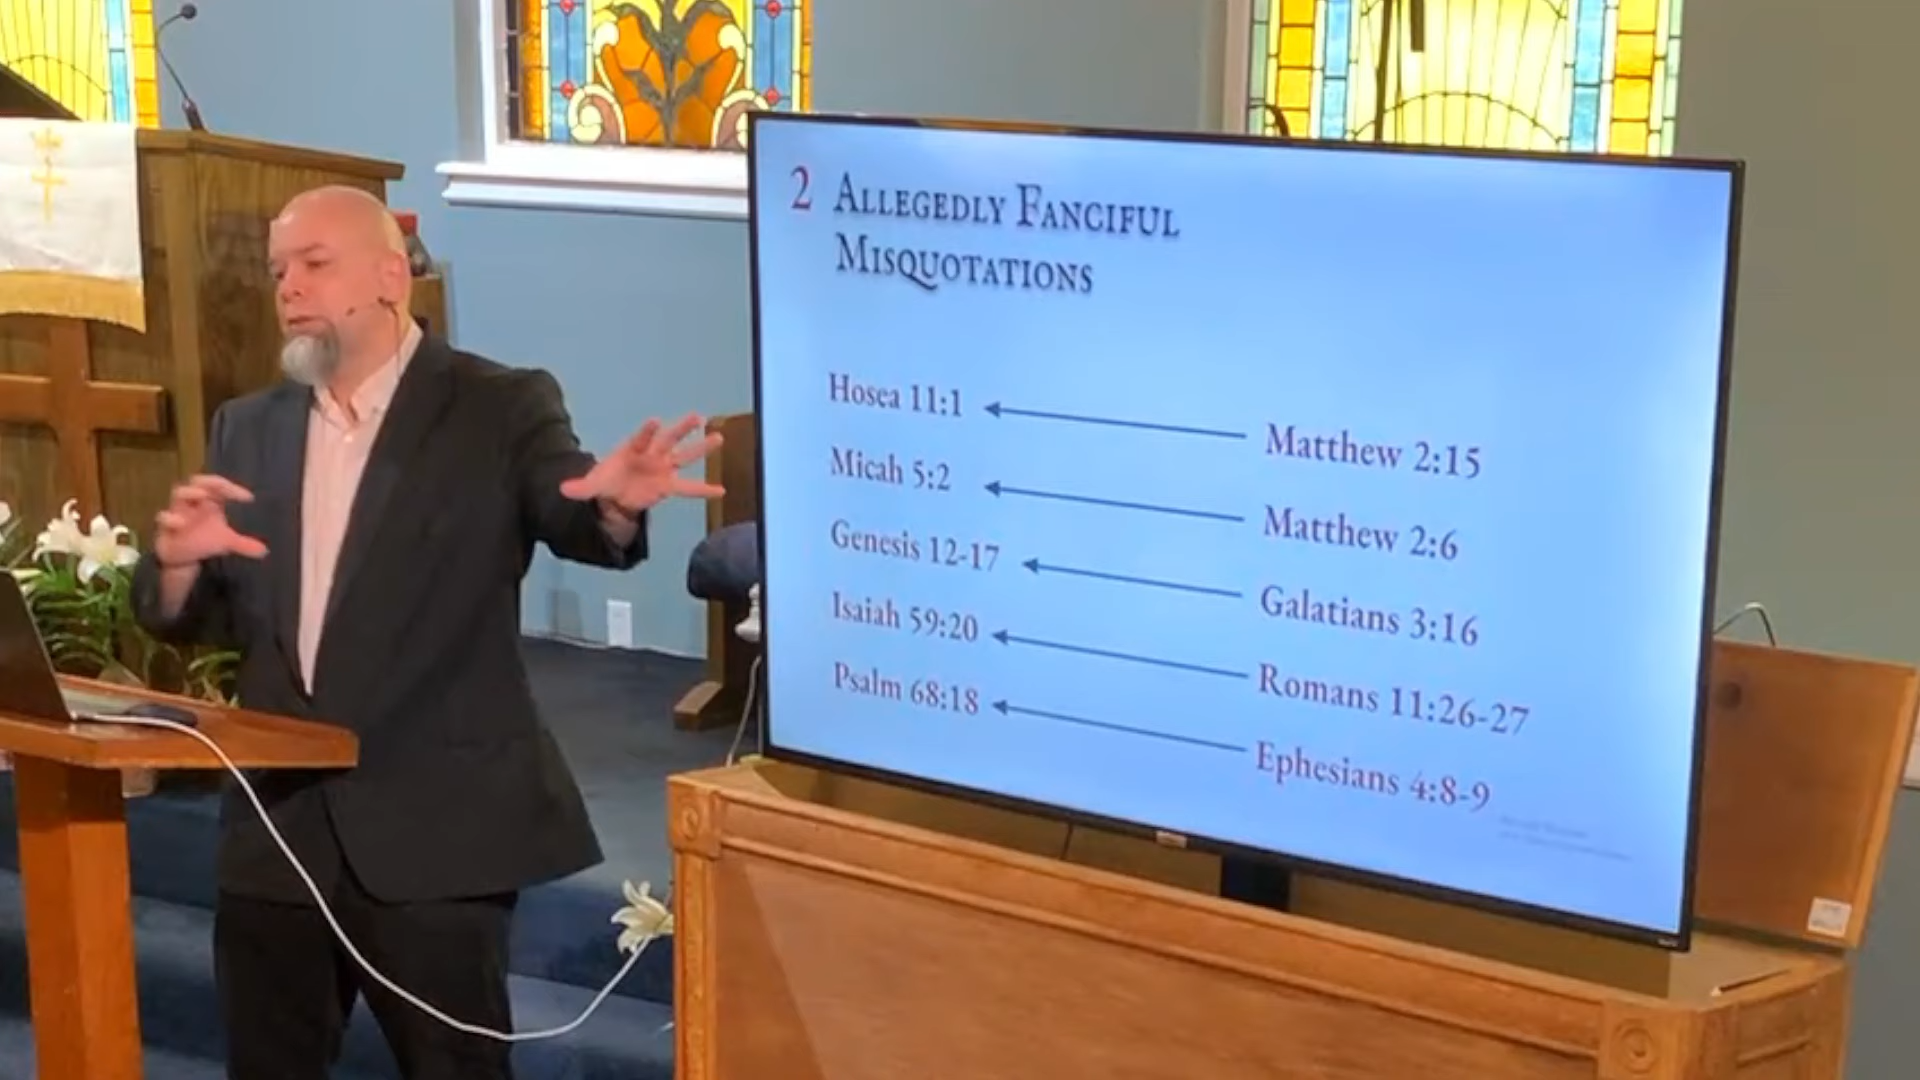 2 Allegedly Fanciful
Misquotations
Hosea 11:1
Matthew 2:15
Micah 5:2
Matthew 2:6
Genesis 12-17
Galatians 3:16
Isaiah 59:20
Romans 11:26-27
Psalm 68:18
Ephesians 4:8-9